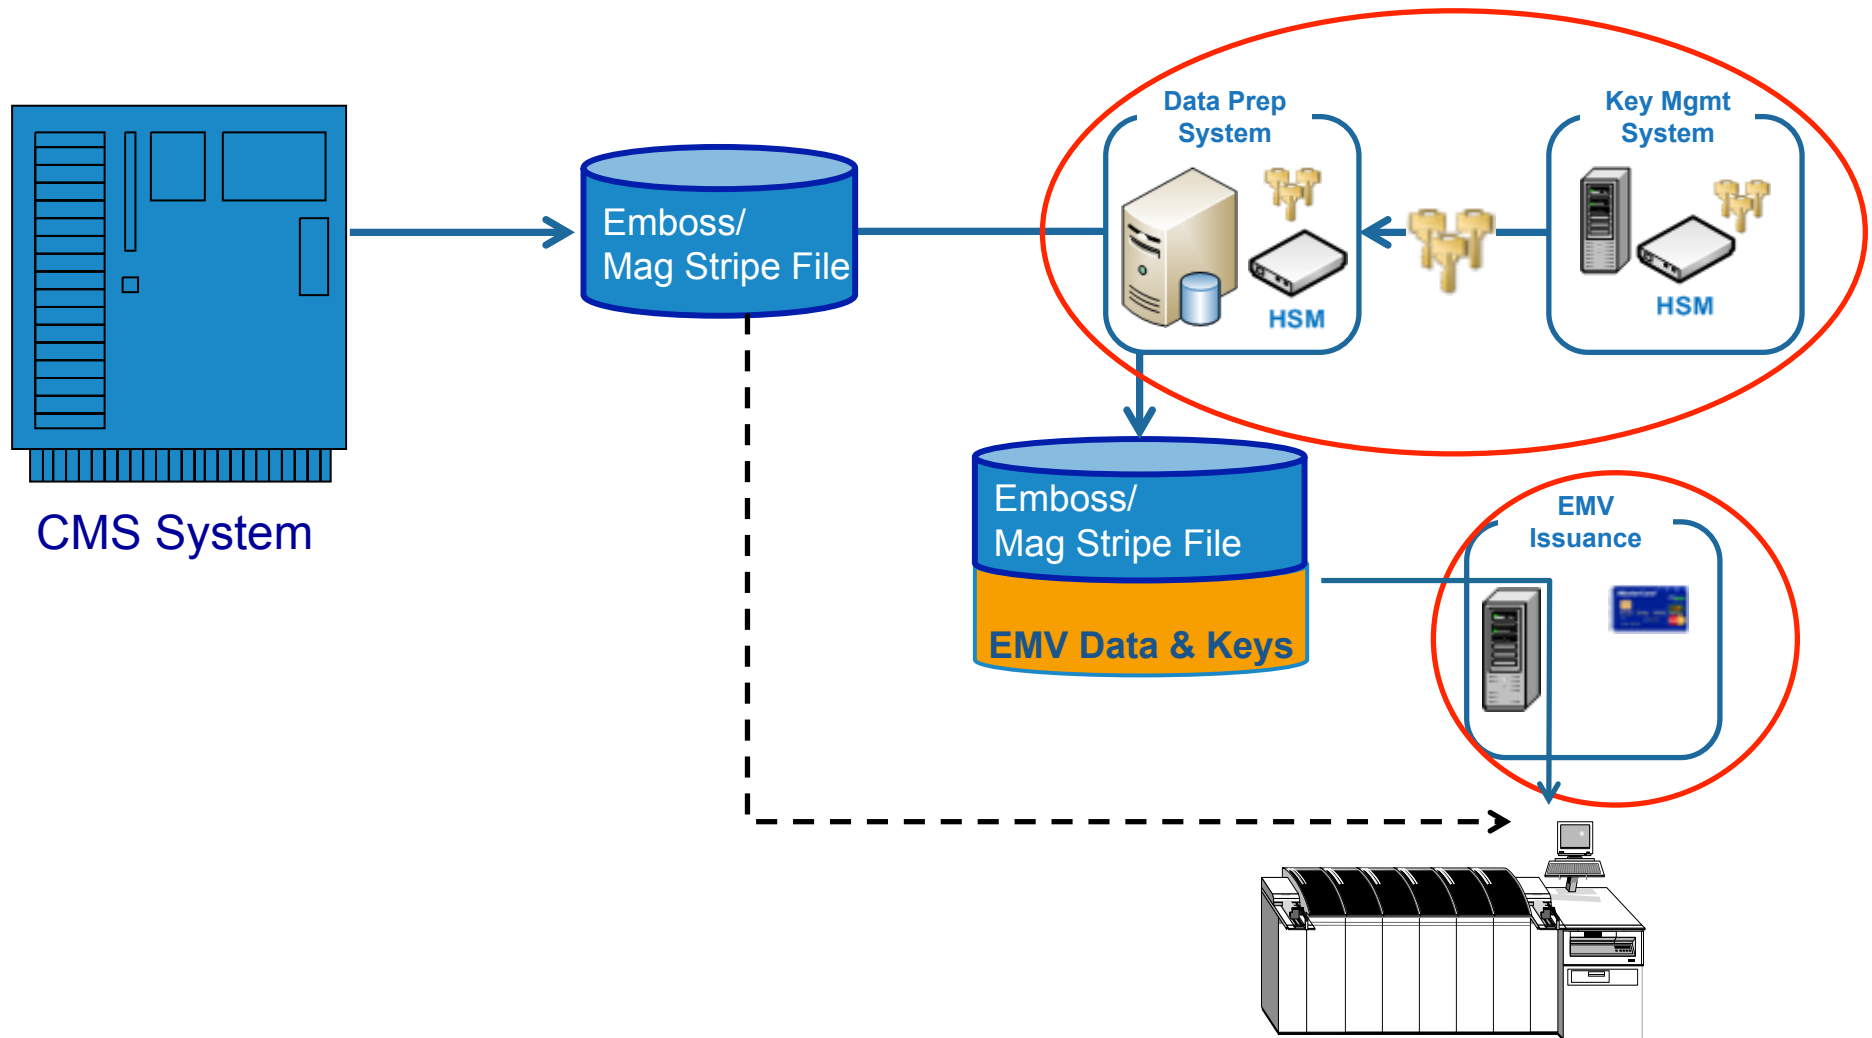 Data Prep
System
Key Mgmt
System
Emboss/
Mag Stripe File
HSM
HSM
CMS System
Emboss/
Mag Stripe File
EMV Data & Keys
EMV
Issuance